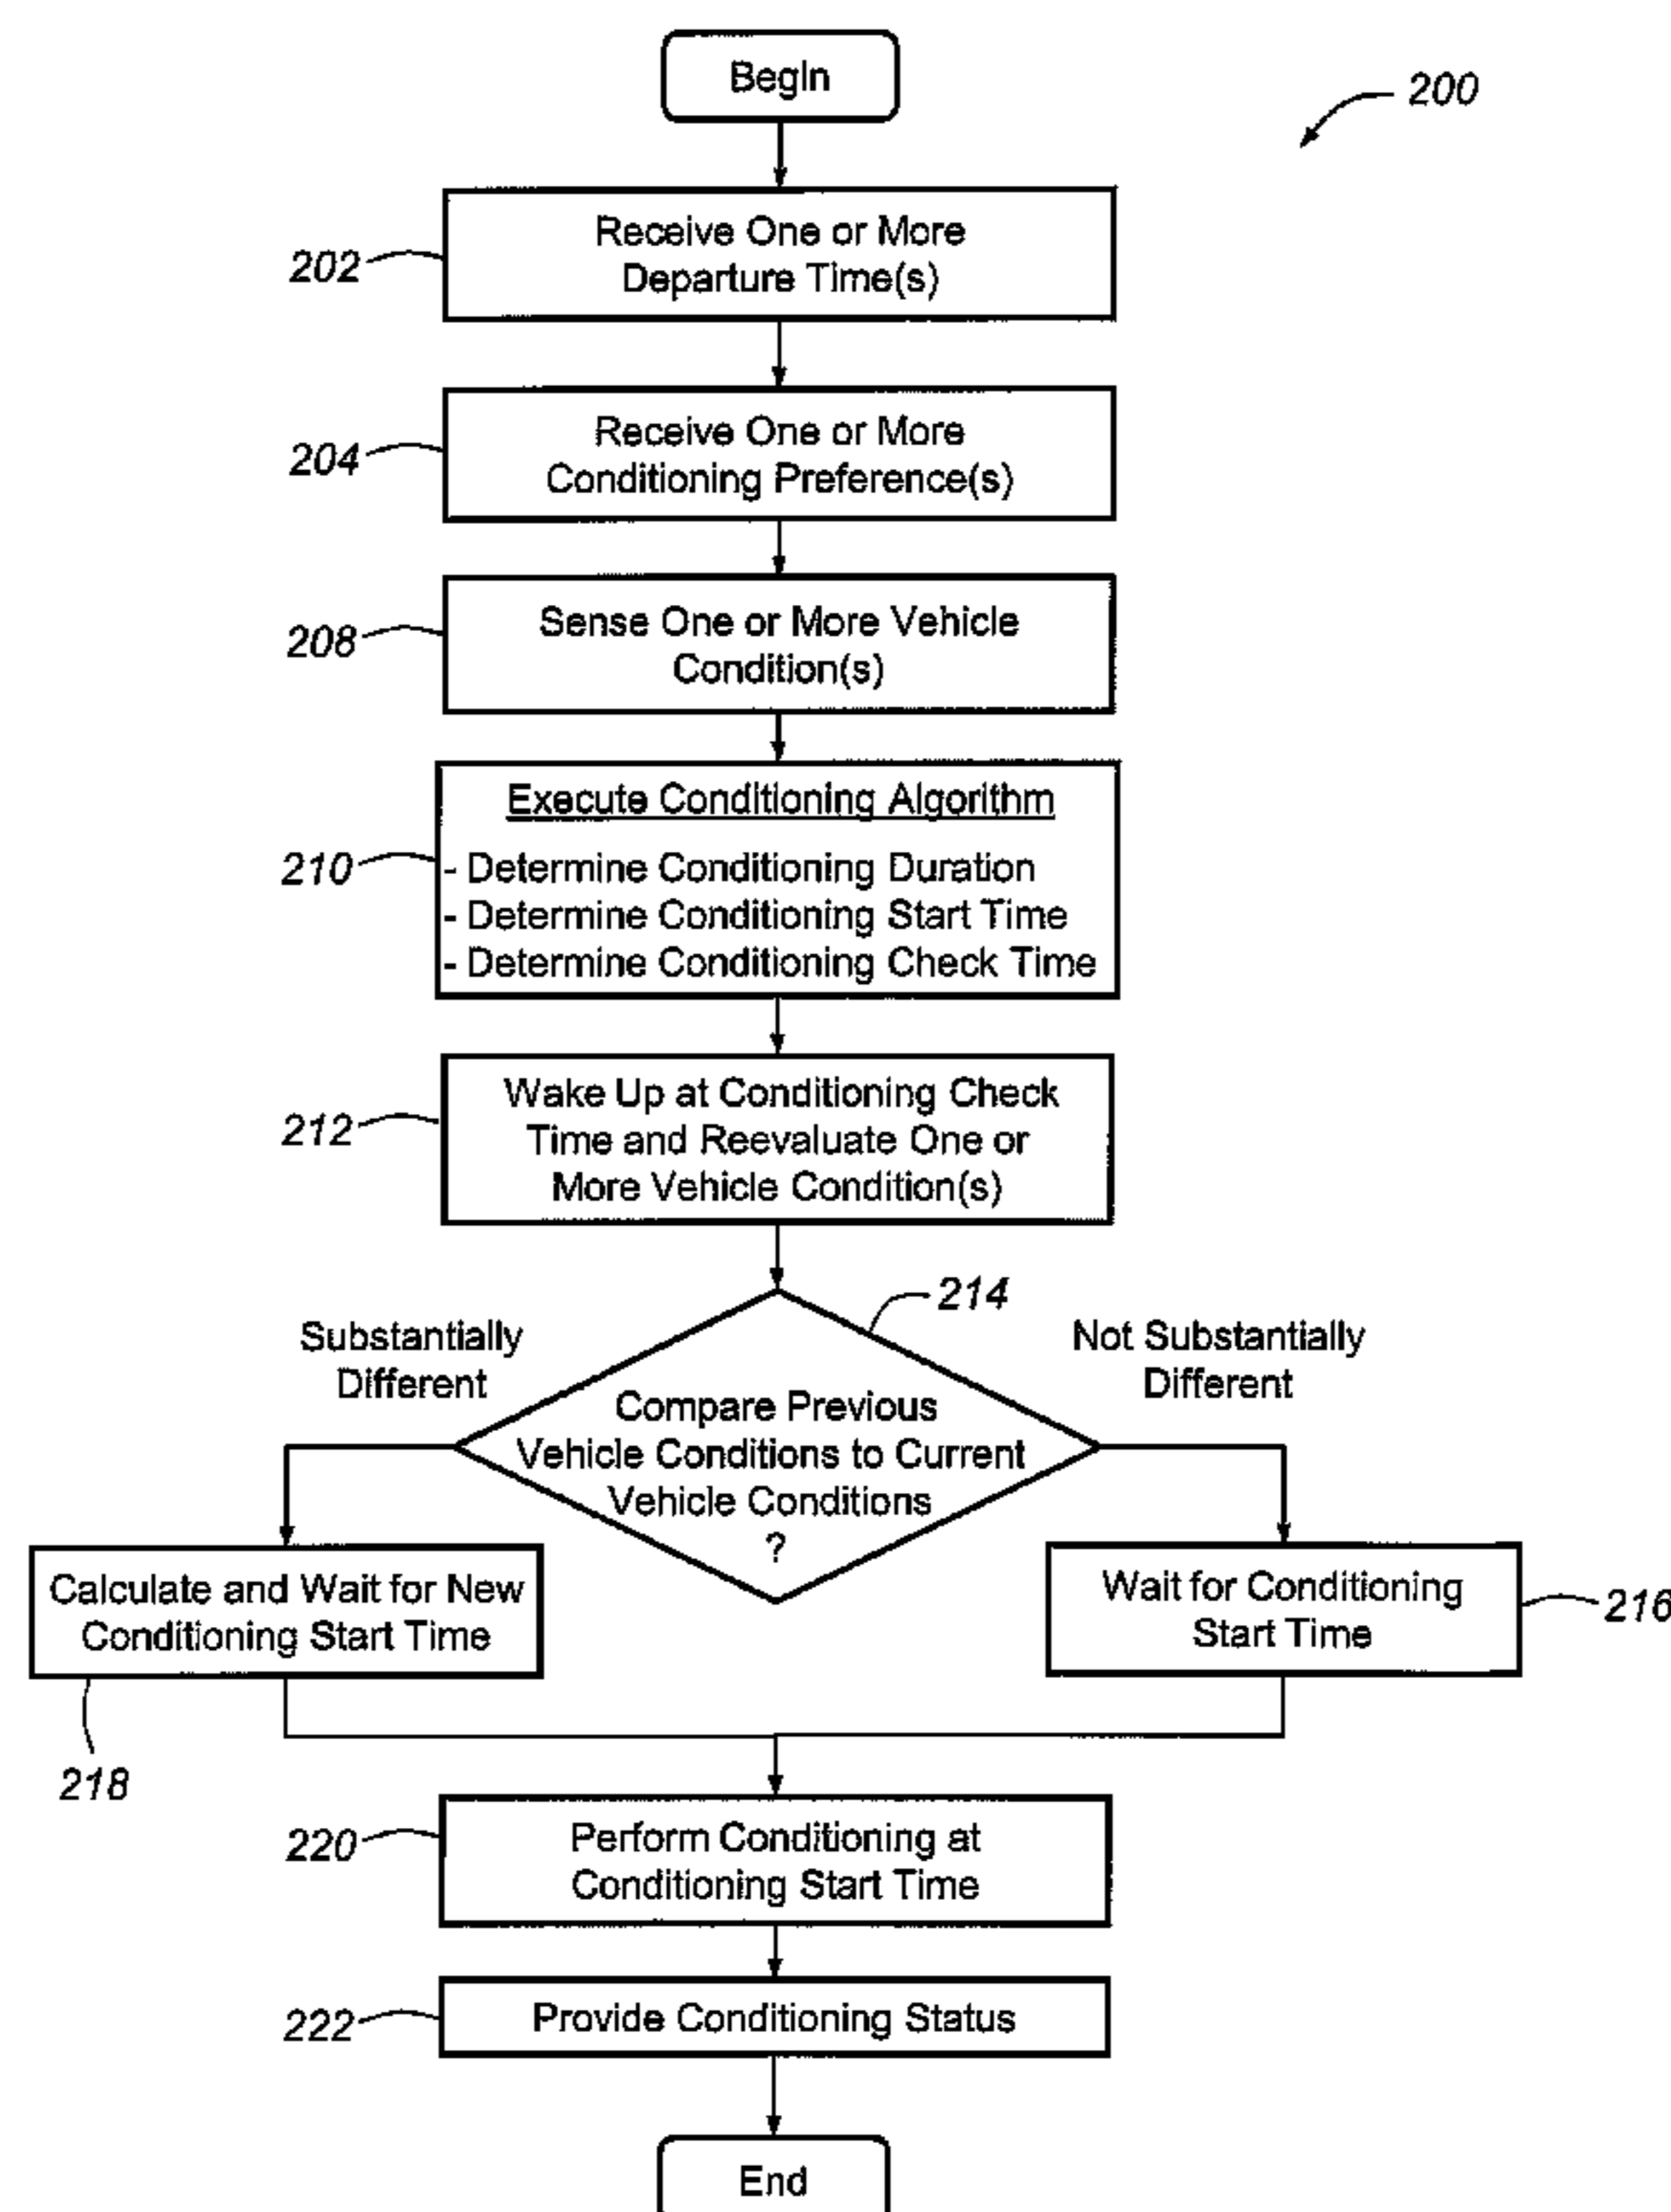 Begin
200
202
Receive One or More
Departure Time(s)
204
Receive One or More
Conditioning Preference(s)
208
Sense One or More Vehicle
Condition(s)
Execute Conditioning Algorithm
210
- Determine Conditioning Duration
- Determine Conditioning Start Time
- Determine Conditioning Check Time
212
Wake Up at Conditioning Check
Time and Reevaluate One or
More Vehicle Condition(s)
214
Substantially
Different
Not Substantially
Different
Compare Previous
Vehicle Conditions to Current
Vehicle Conditions
?
Calculate and Wait for New
Conditioning Start Time
218
Wait for Conditioning
Start Time
216
220
Perform Conditioning at
Conditioning Start Time
222
Provide Conditioning Status
End